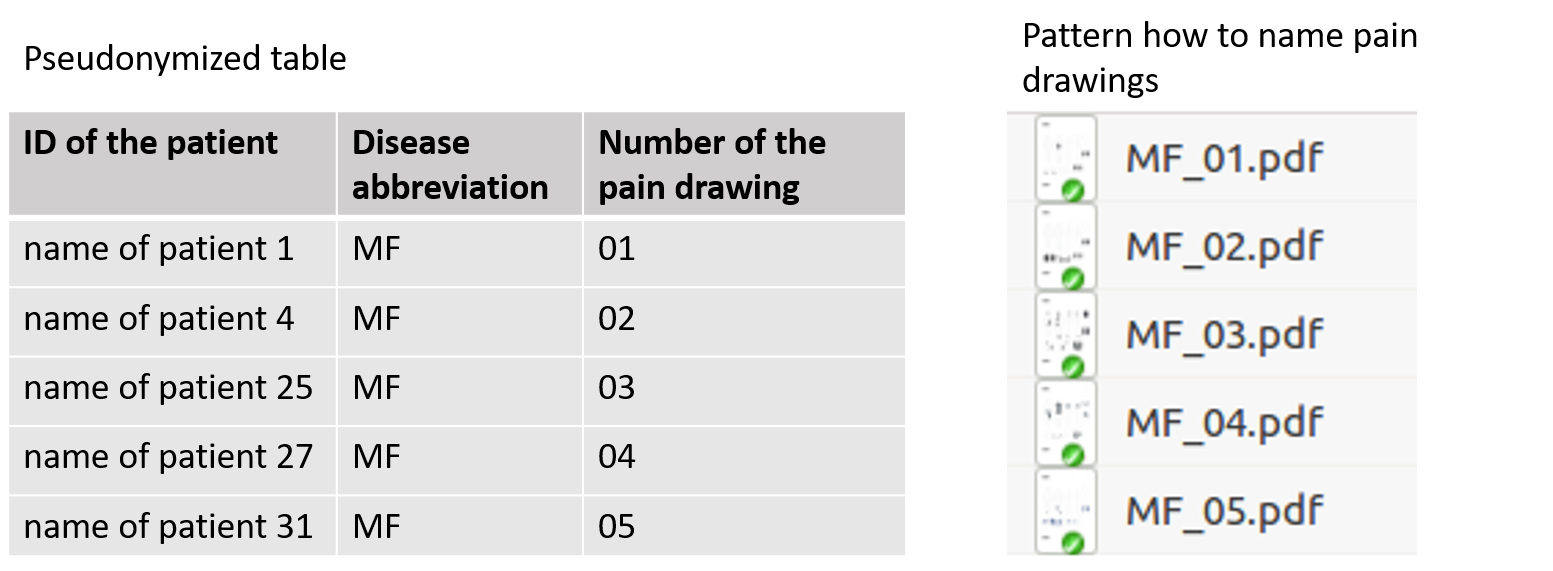 Pseudonymized table
ID of the patient
Disease
abbreviation
Number of the
pain drawing
name of patient 1 MF 01
name of patient 4 MF 02
name of patient 25 MF 03
name of patient 27 MF 04
name of patient 31 MF 05
Pattern how to name pain
drawings
MF_01.pdf
MF_02.pdf
MF_03.pdf
MF_04.pdf
MF_05.pdf